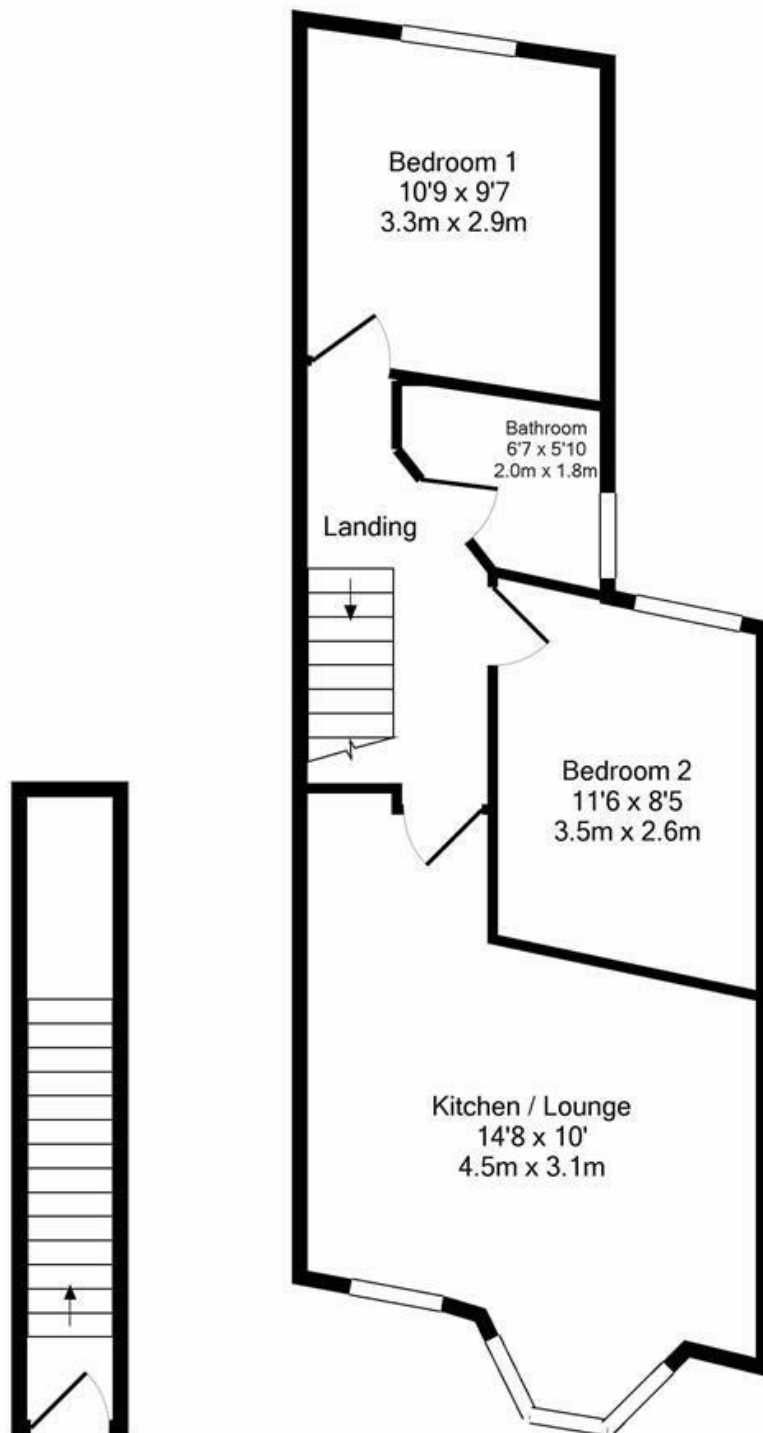 Bedroom 1
10'9 x 9'7
3.3m x 2.9m
Bathroom
6'7 x 5'10
2.0m x 1.8m
Landing
Bedroom 2
11'6 x 8'5
3.5m x 2.6m
Kitchen / Lounge
14'8 x 10'
4.5m x 3.1m